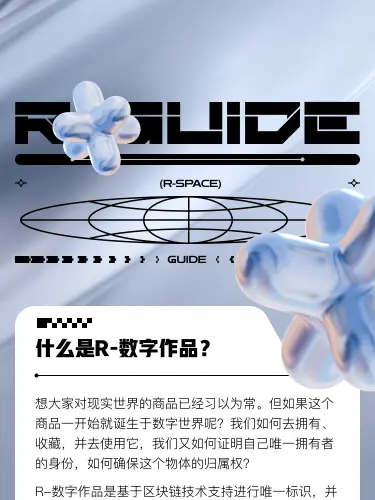 R-GUIDE
(R-SPACE)
GUIDE
什么是R-数字作品？
想大家对现实世界的商品已经习以为常。但如果这个
商品一开始就诞生于数字世界呢？我们如何去拥有、
收藏，并去使用它，我们又如何证明自己唯一拥有者
的身份，如何确保这个物体的归属权？
R-数字作品是基于区块链技术支持进行唯一标识，并